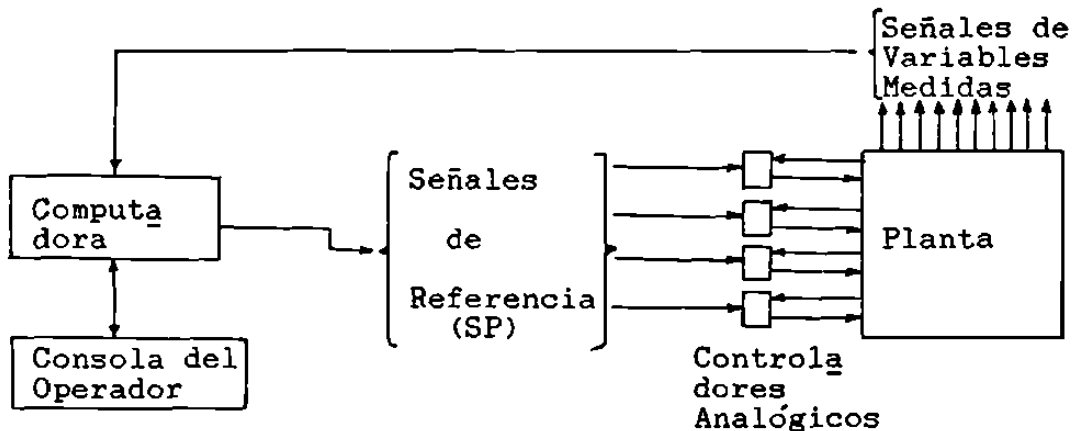 Señales de
Variables
Medidas
Computa
dora
Señales
de
Referencia
(SP)
Planta
Consola del
Operador
Controla
dores
Analógicos